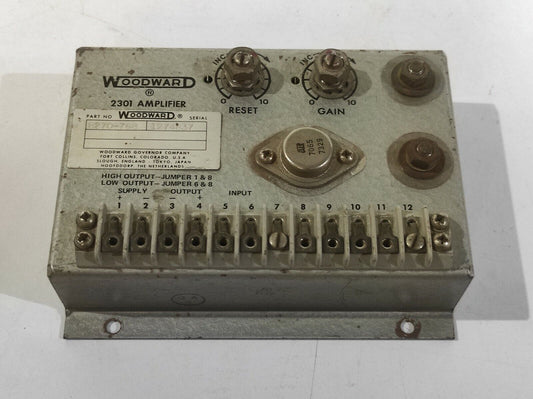 WOODWARD
®
2301 AMPLIFIER
PART NO. WOODWARD ® SERIAL
WOODWARD GOVERNOR COMPANY
FORT COLLINS, COLORADO, U.S.A.
SLOUGH, ENGLAND TOKYO, JAPAN
HOOFDDORP, THE NETHERLANDS
INC
0 10
RESET
INC
0 10
GAIN
7065
7329
HIGH OUTPUT-JUMPER 1 & 8
LOW OUTPUT-JUMPER 6 & 8
SUPPLY OUTPUT INPUT
+ - - +
1 2 3 4 5 6 7 8 9 10 11 12